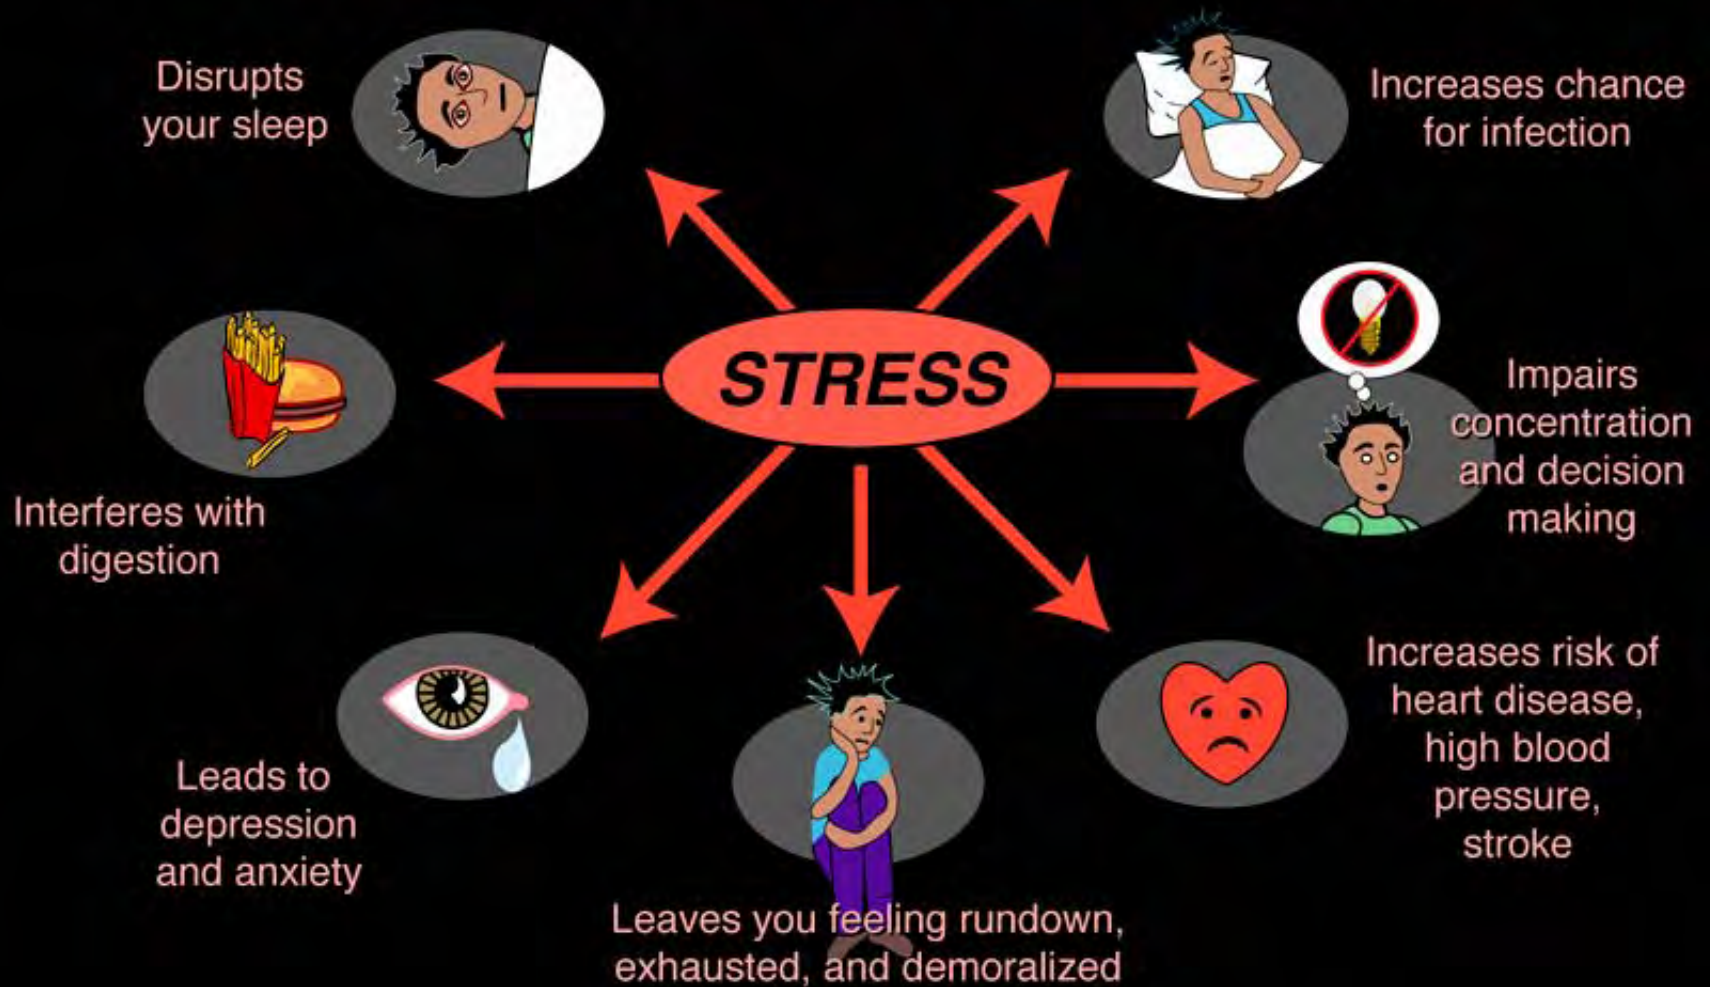 Disrupts
your sleep
Increases chance
for infection
STRESS
Impairs
concentration
and decision
making
Interferes with
digestion
Increases risk of
heart disease,
high blood
pressure,
stroke
Leads to
depression
and anxiety
Leaves you feeling rundown,
exhausted, and demoralized